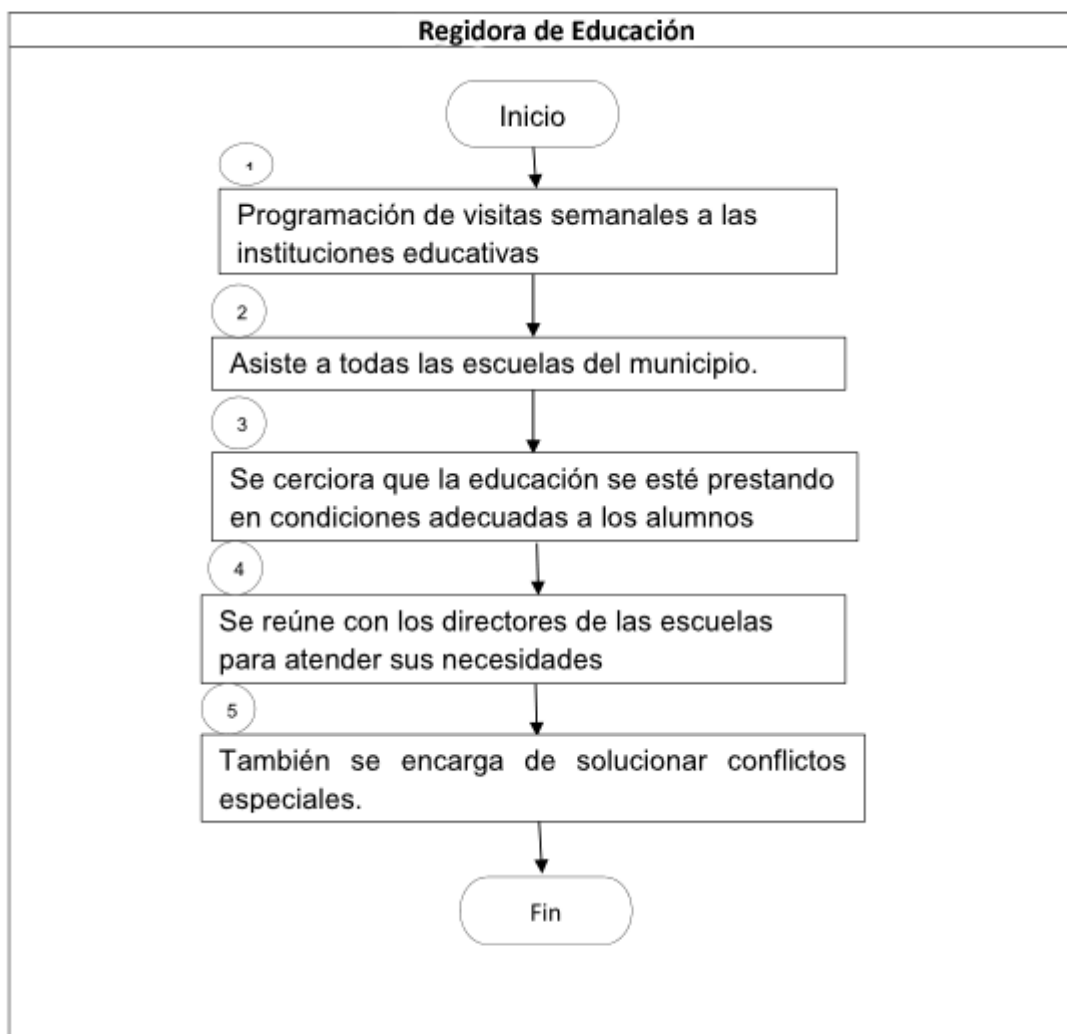 Regidora de Educación
Inicio
1
Programación de visitas semanales a las
instituciones educativas
2
Asiste a todas las escuelas del municipio.
3
Se cerciora que la educación se esté prestando
en condiciones adecuadas a los alumnos
4
Se reúne con los directores de las escuelas
para atender sus necesidades
5
También se encarga de solucionar conflictos
especiales.
Fin